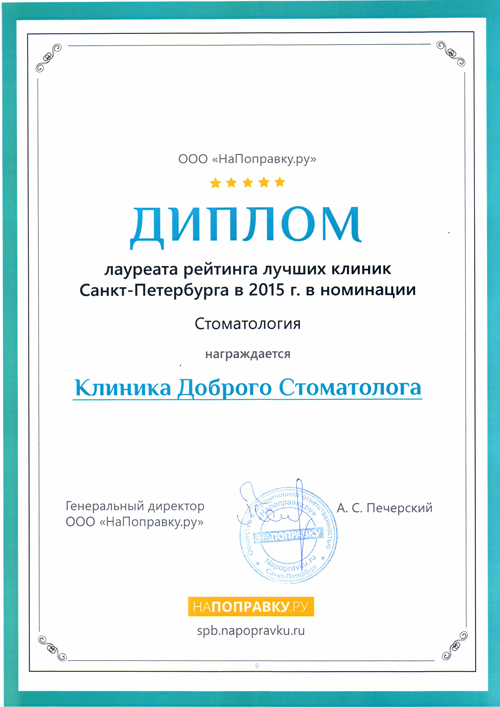 ООО «НаПоправку.ру»
ДИПЛОМ
лауреата рейтинга лучших клиник
Санкт-Петербурга в 2015 г. в номинации
Стоматология
награждается
Клиника Доброго Стоматолога
Генеральный директор
ООО «НаПоправку.ру»
А. С. Печерский
«Напоправку.ру»
НАПОПРАВКУ
Napopravku.ru
Санкт-Петербург
НАПОПРАВКУ.РУ
spb.napopravku.ru